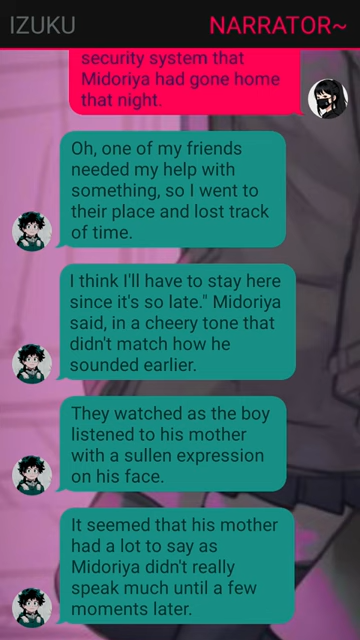 IZUKU
NARRATOR~
security system that
Midoriya had gone home
that night.
Oh, one of my friends
needed my help with
something, so I went to
their place and lost track
of time.
I think I'll have to stay here
since it's so late." Midoriya
said, in a cheery tone that
didn't match how he
sounded earlier.
They watched as the boy
listened to his mother
with a sullen expression
on his face.
It seemed that his mother
had a lot to say as
Midoriya didn't really
speak much until a few
moments later.